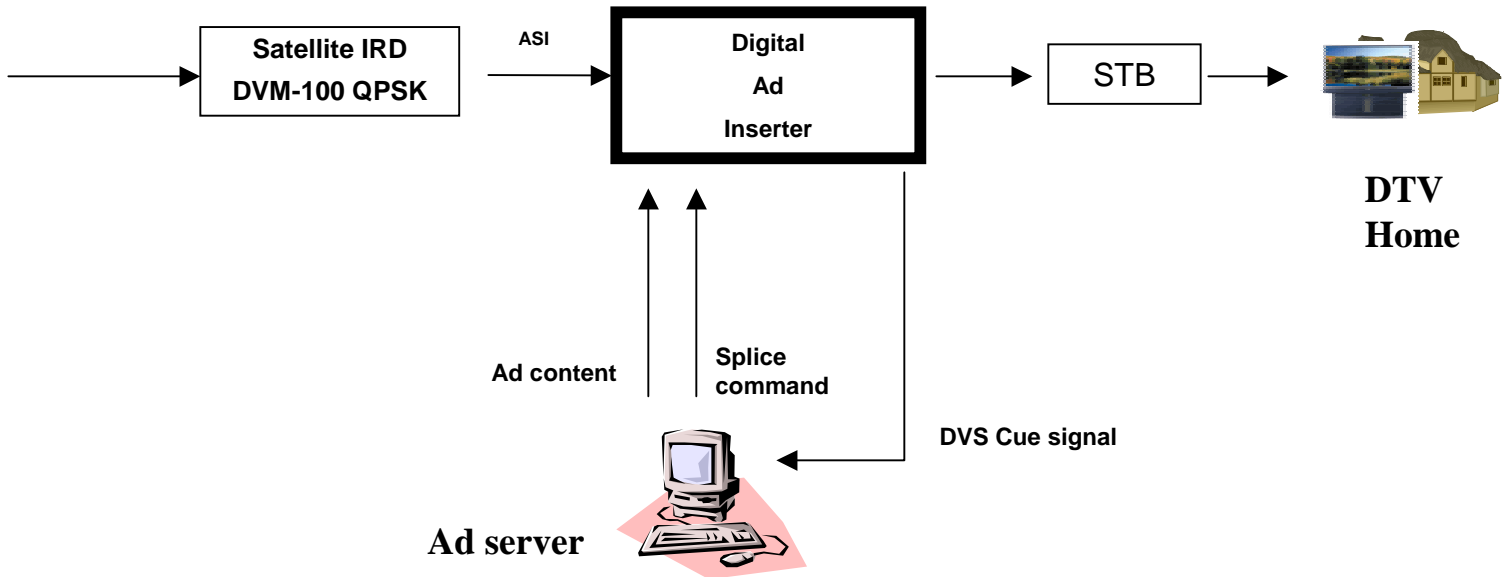 Satellite IRD
DVM-100 QPSK
ASI
Digital
Ad
Inserter
STB
DTV
Home
Ad content
Splice
command
DVS Cue signal
Ad server